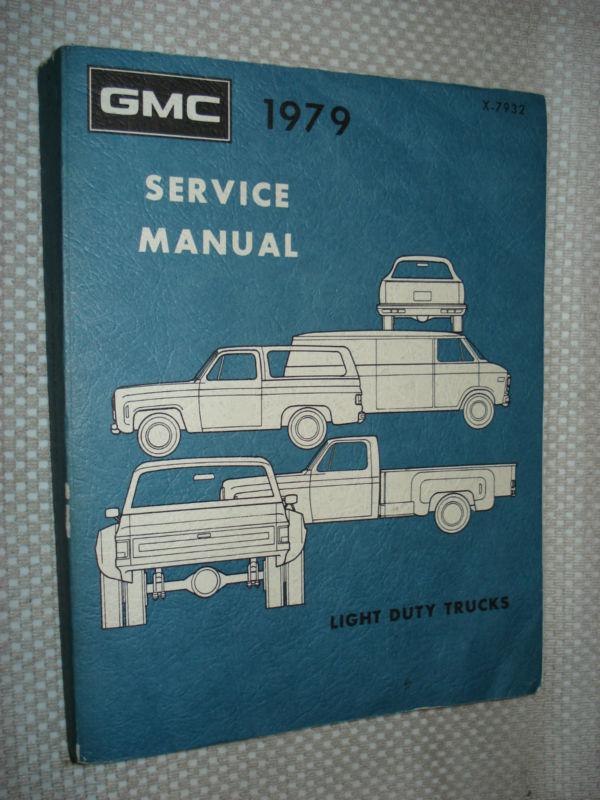 GMC 1979 X-7932
SERVICE
MANUAL
LIGHT DUTY TRUCKS